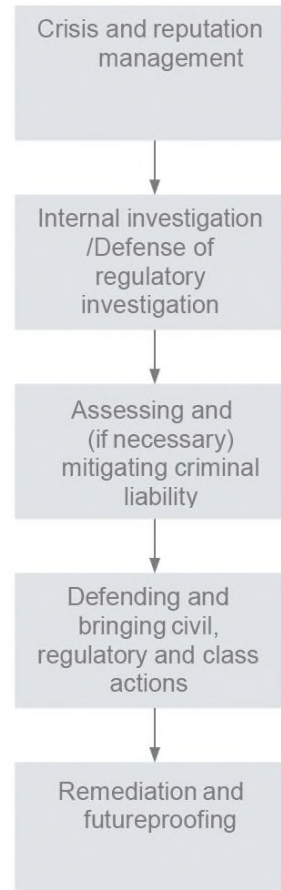 Crisis and reputation
management
Internal investigation
/Defense of
regulatory
investigation
Assessing and
(if necessary)
mitigating criminal
liability
Defending and
bringing civil,
regulatory and class
actions
Remediation and
futureproofing